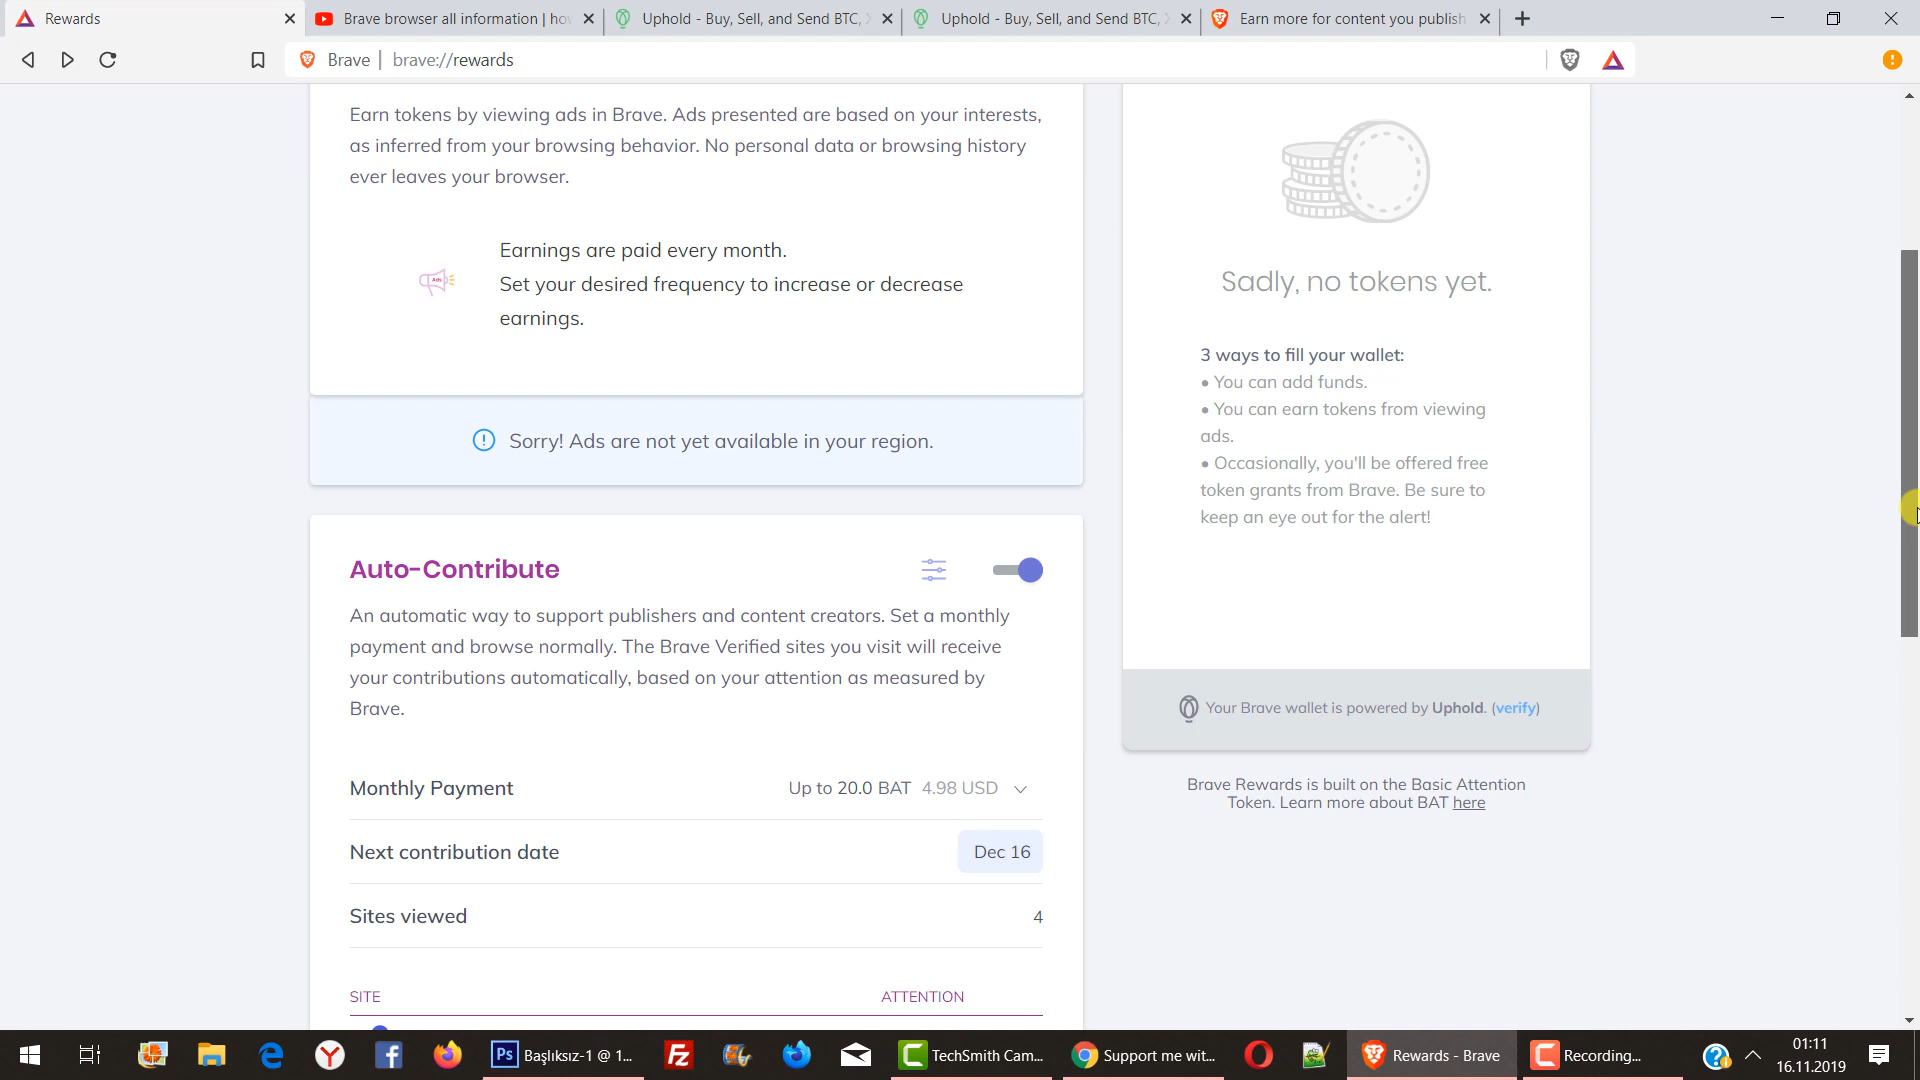 Rewards
Brave browser all information | ho
Uphold - Buy, Sell, and Send BTC,
Uphold - Buy, Sell, and Send BTC,
Earn more for content you publish
Brave | brave://rewards
Earn tokens by viewing ads in Brave. Ads presented are based on your interests,
as inferred from your browsing behavior. No personal data or browsing history
ever leaves your browser.
Ads
Earnings are paid every month.
Set your desired frequency to increase or decrease
earnings.
Sorry! Ads are not yet available in your region.
Auto-Contribute
An automatic way to support publishers and content creators. Set a monthly
payment and browse normally. The Brave Verified sites you visit will receive
your contributions automatically, based on your attention as measured by
Brave.
Monthly Payment
Up to 20.0 BAT 4.98 USD
Next contribution date
Dec 16
Sites viewed
4
SITE
ATTENTION
Sadly, no tokens yet.
3 ways to fill your wallet:
• You can add funds.
• You can earn tokens from viewing
ads.
• Occasionally, you'll be offered free
token grants from Brave. Be sure to
keep an eye out for the alert!
Your Brave wallet is powered by Uphold. (verify)
Brave Rewards is built on the Basic Attention
Token. Learn more about BAT here
Ps
Başlıksız-1 @ 1...
Fz
TechSmith Cam...
Support me wit...
Rewards - Brave
Recording...
01:11
16.11.2019